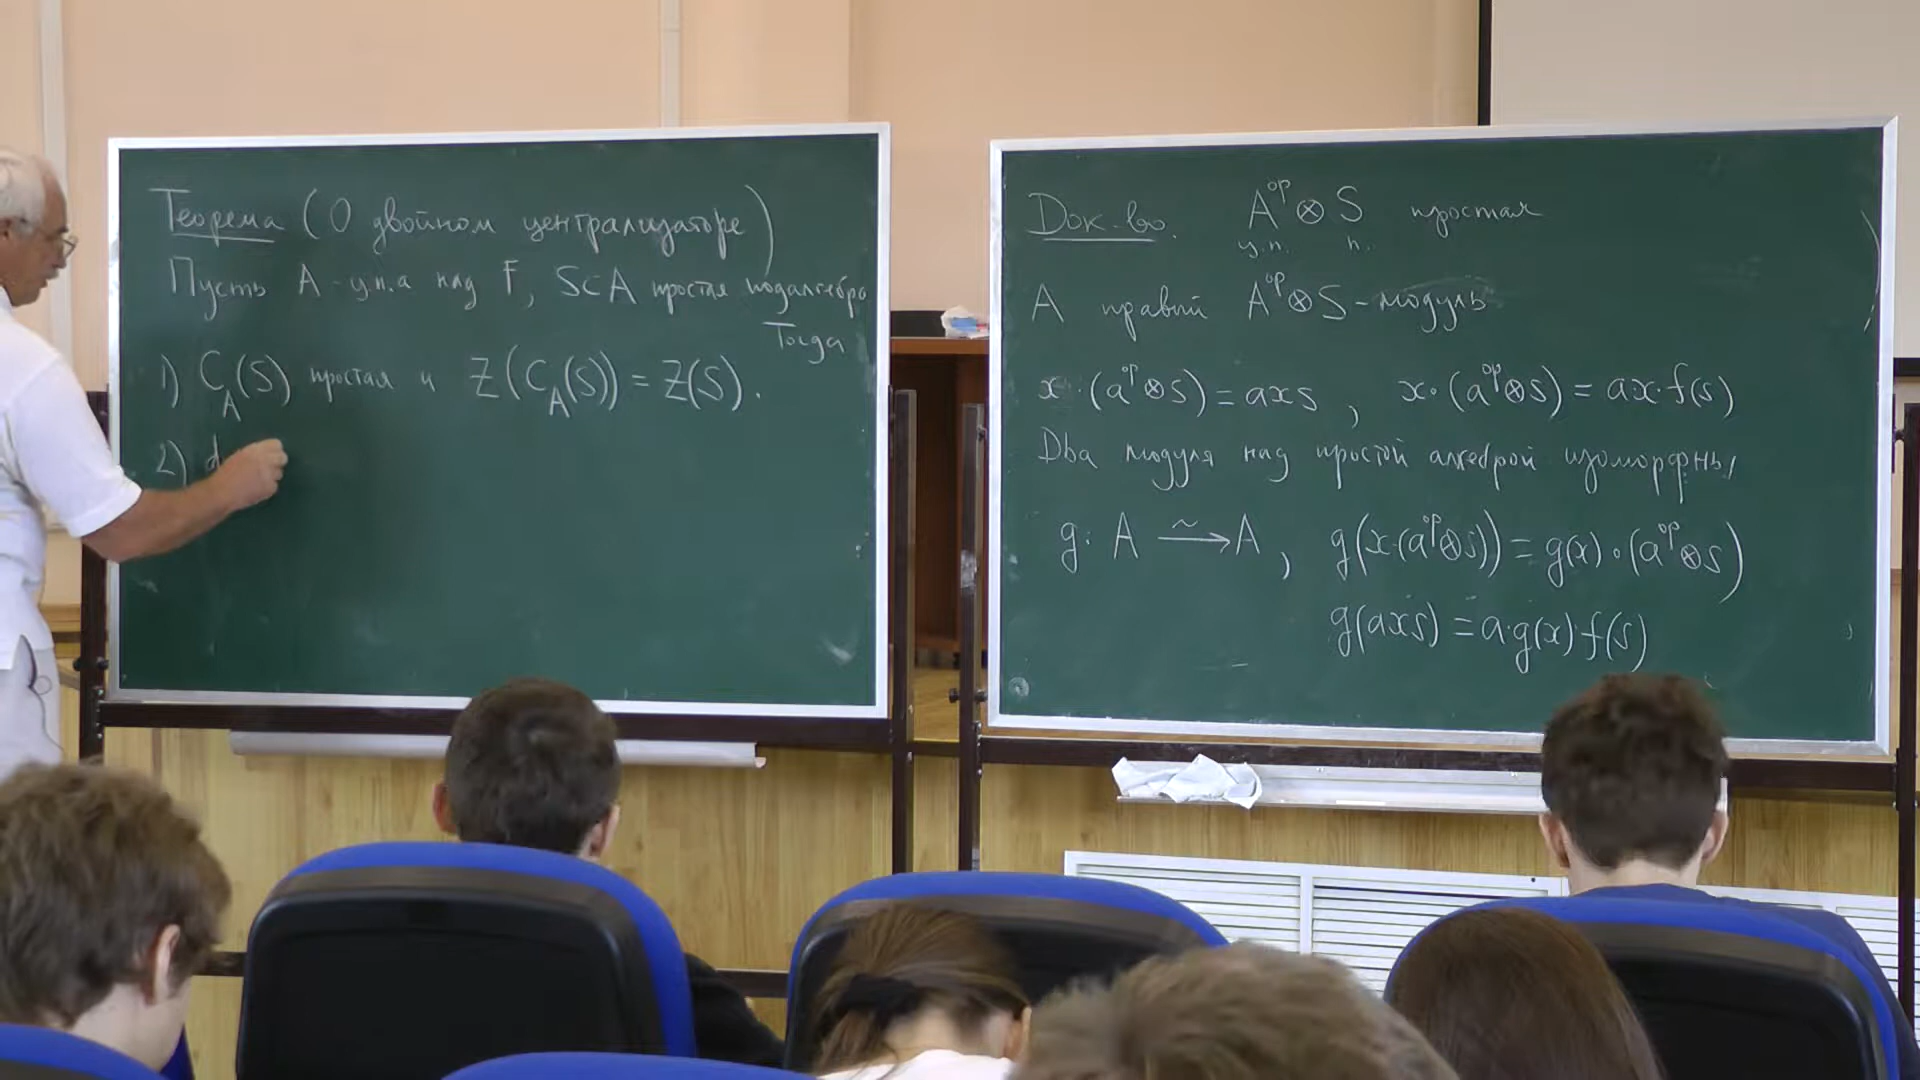 Теорема (О двойном централизаторе)
Пусть A - ц.п.а над F, S⊂A простая подалгебра
Тогда
1) C_A(S) простая и Z(C_A(S)) = Z(S).
2) d
Док-во. A^op ⊗ S простая
ц.п. п.
A правый A^op ⊗ S - модуль
x·(a^op ⊗ s) = axs, x∘(a^op ⊗ s) = ax·f(s)
Два модуля над простой алгеброй изоморфны
g: A ⟶~ A, g(x·(a^op ⊗ s)) = g(x)∘(a^op ⊗ s)
g(axs) = a·g(x)·f(s)